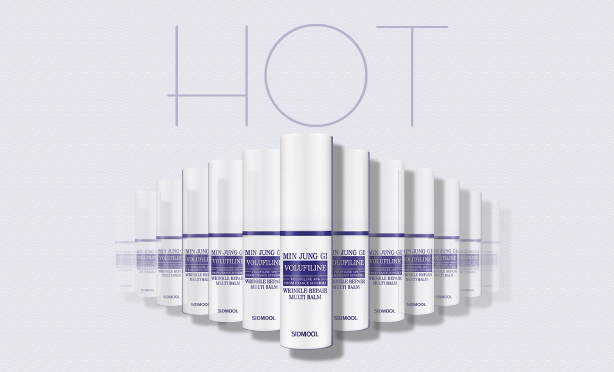 HOT
MIN JUNG GI
VOLUFILINE
WRINKLE REPAIR
MULTI BALM
SIDMOOL